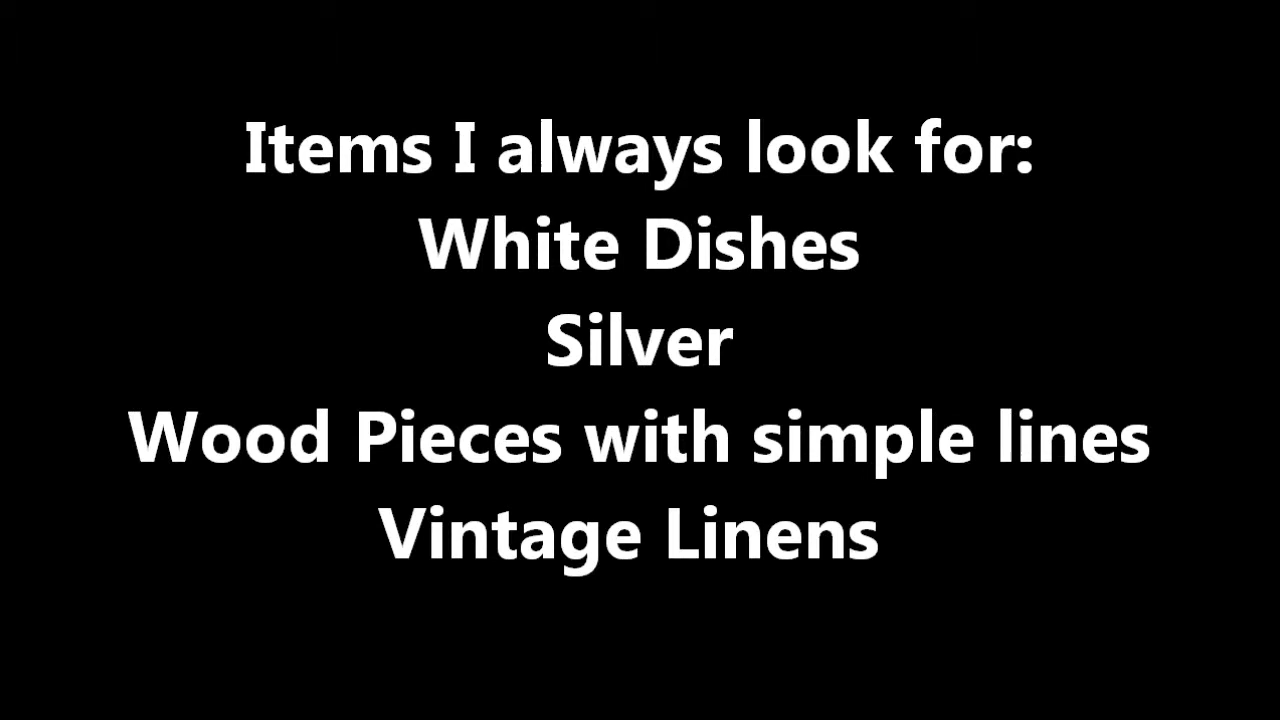 Items I always look for:
White Dishes
Silver
Wood Pieces with simple lines
Vintage Linens